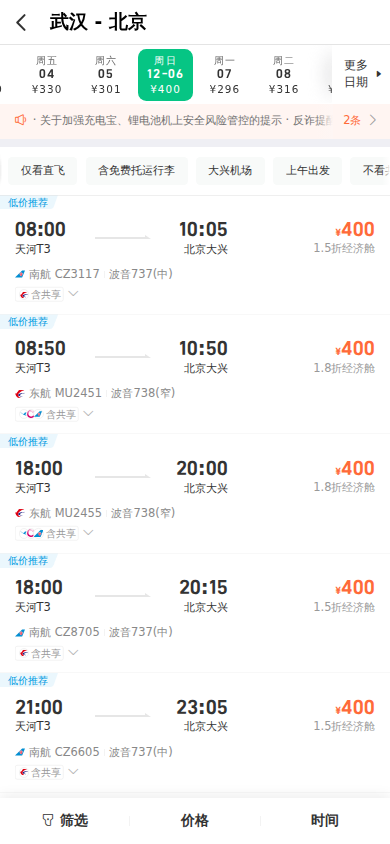 武汉 - 北京
周五 周六 周日 周一 周二
04 05 12-06 07 08
¥330 ¥301 ¥400 ¥296 ¥316
更多
日期
· 关于加强充电宝、锂电池机上安全风险管控的提示 · 反诈提 2条
仅看直飞 含免费托运行李 大兴机场 上午出发 不看
低价推荐
08:00 10:05 ¥400
天河T3 北京大兴 1.5折经济舱
南航 CZ3117 波音737(中)
含共享
低价推荐
08:50 10:50 ¥400
天河T3 北京大兴 1.8折经济舱
东航 MU2451 波音738(窄)
含共享
低价推荐
18:00 20:00 ¥400
天河T3 北京大兴 1.8折经济舱
东航 MU2455 波音738(窄)
含共享
低价推荐
18:00 20:15 ¥400
天河T3 北京大兴 1.5折经济舱
南航 CZ8705 波音737(中)
含共享
低价推荐
21:00 23:05 ¥400
天河T3 北京大兴 1.5折经济舱
南航 CZ6605 波音737(中)
含共享
筛选 价格 时间